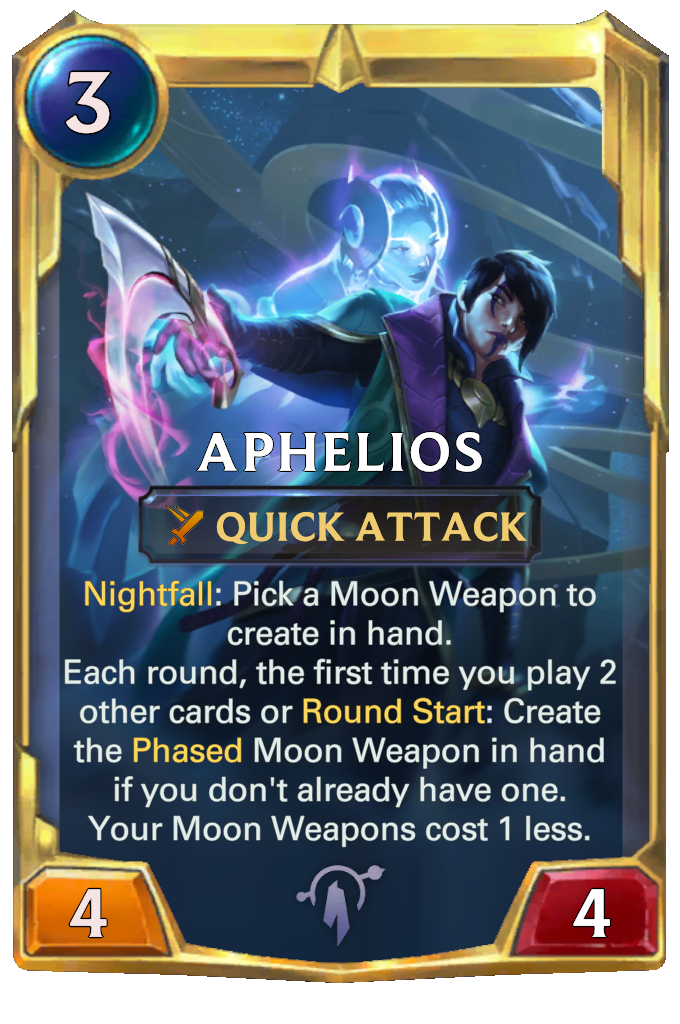 3
APHELIOS
QUICK ATTACK
Nightfall: Pick a Moon Weapon to
create in hand.
Each round, the first time you play 2
other cards or Round Start: Create
the Phased Moon Weapon in hand
if you don't already have one.
Your Moon Weapons cost 1 less.
4
4